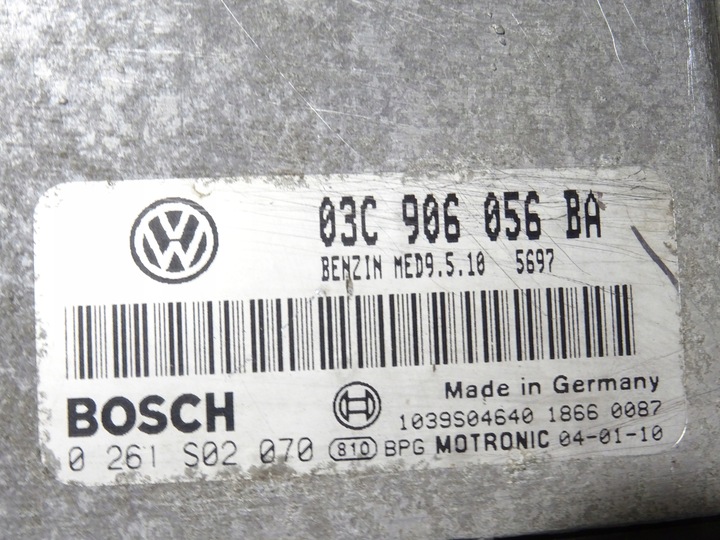 03C 906 056 BA
BENZIN MED9.5.10 5697
Made in Germany
BOSCH
1039S04640 1866 0087
0 261 S02 070 810 BPG MOTRONIC 04-01-10